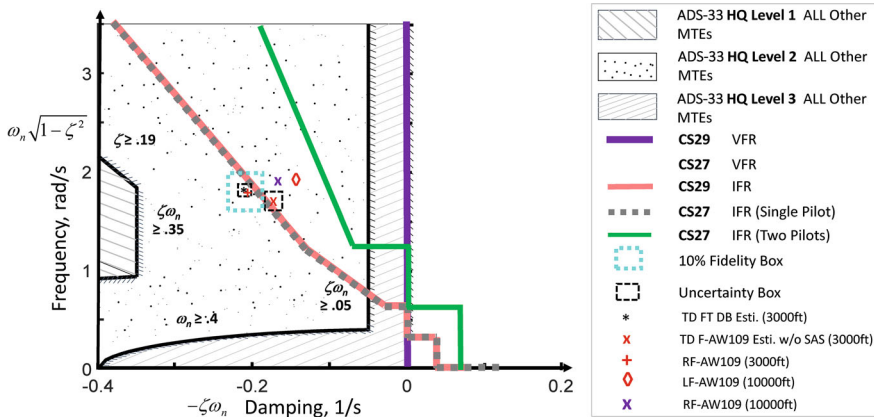 3
2
1
0
-0.4
-0.2
0
0.2
Frequency, rad/s
ωn√1−ζ²
ζ ≥ .19
ζωn
≥ .35
ζωn
≥ .05
ωn ≥ .4
−ζωn Damping, 1/s
ADS-33 HQ Level 1 ALL Other
MTEs
ADS-33 HQ Level 2 ALL Other
MTEs
ADS-33 HQ Level 3 ALL Other
MTEs
CS29 VFR
CS27 VFR
CS29 IFR
CS27 IFR (Single Pilot)
CS27 IFR (Two Pilots)
10% Fidelity Box
Uncertainty Box
TD FT DB Esti. (3000ft)
TD F-AW109 Esti. w/o SAS (3000ft)
RF-AW109 (3000ft)
LF-AW109 (10000ft)
RF-AW109 (10000ft)